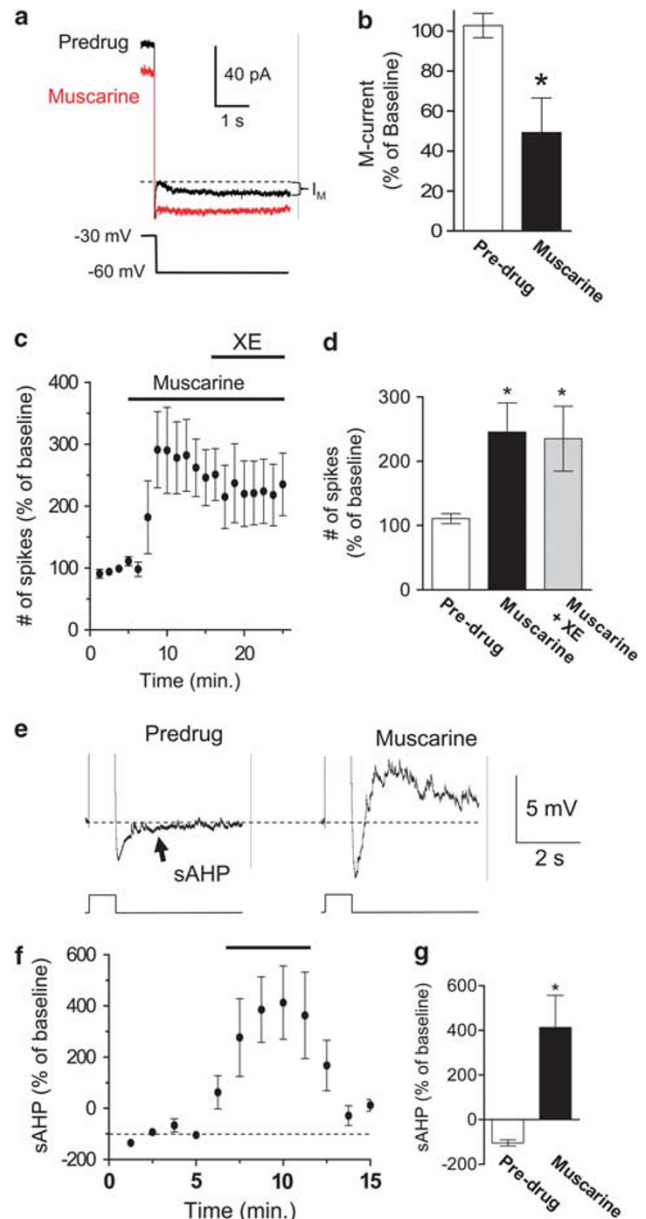 a
Predrug
Muscarine
40 pA
1 s
I_M
-30 mV
-60 mV
b
M-current
(% of Baseline)
100
80
60
40
20
0
*
Pre-drug
Muscarine
c
XE
Muscarine
# of spikes (% of baseline)
400
300
200
100
0
0
10
20
Time (min.)
d
# of spikes
(% of baseline)
300
200
100
0
*
*
Pre-drug
Muscarine
Muscarine
+ XE
e
Predrug
Muscarine
sAHP
5 mV
2 s
f
sAHP (% of baseline)
600
400
200
0
-200
0
5
10
15
Time (min.)
g
sAHP (% of baseline)
600
400
200
0
-200
*
Pre-drug
Muscarine